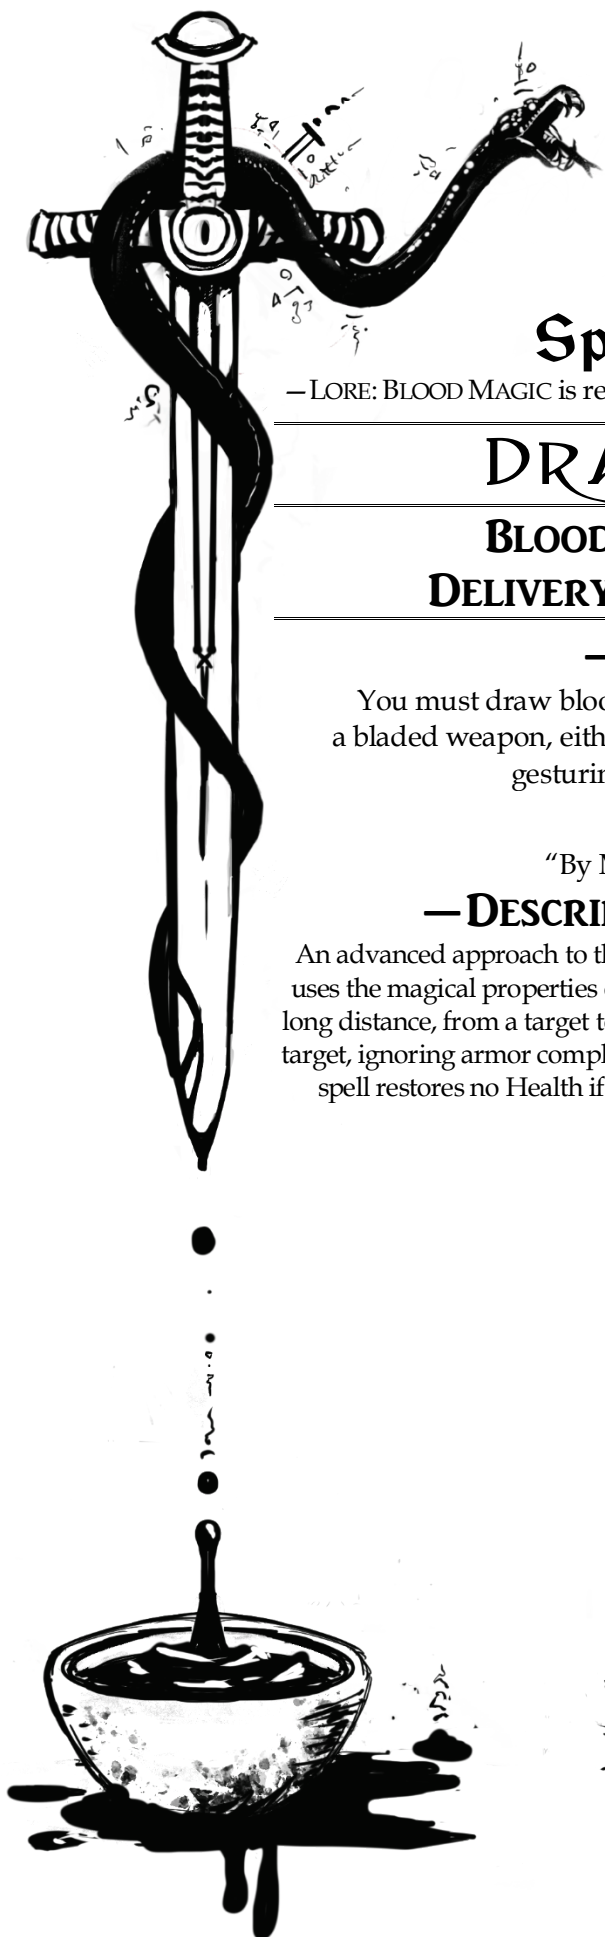 Sp
—LORE: BLOOD MAGIC is re
DRA
BLOOD
DELIVERY
—
You must draw bloo
a bladed weapon, eith
gesturin
“By
—DESCRI
An advanced approach to th
uses the magical properties
long distance, from a target t
target, ignoring armor compl
spell restores no Health if